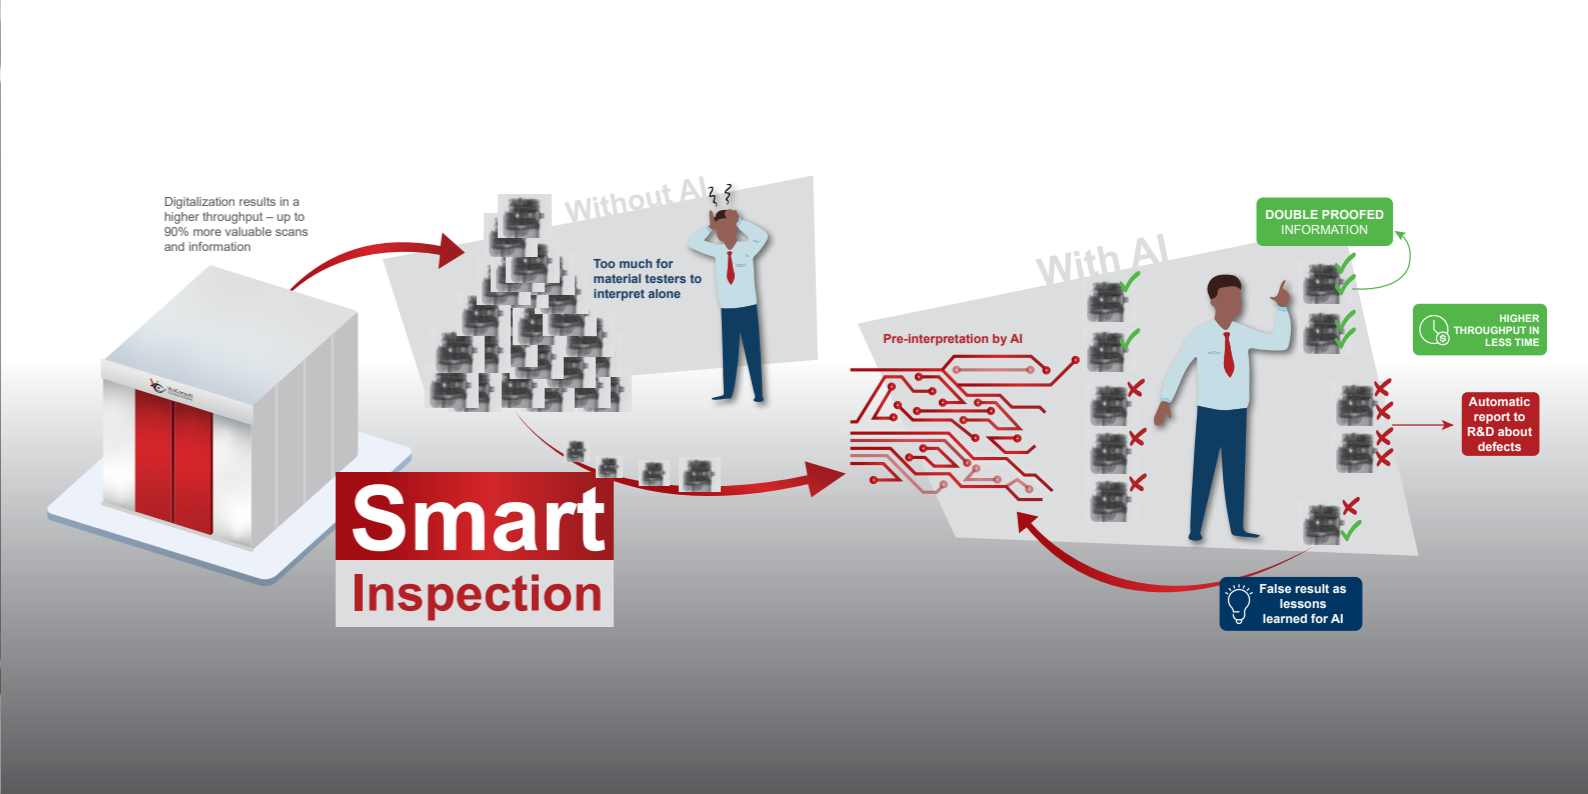 Digitalization results in a
higher throughput – up to
90% more valuable scans
and information
Without AI
Too much for
material testers to
interpret alone
Smart
Inspection
With AI
Pre-interpretation by AI
DOUBLE PROOFED
INFORMATION
HIGHER
THROUGHPUT IN
LESS TIME
Automatic
report to
R&D about
defects
False result as
lessons
learned for AI